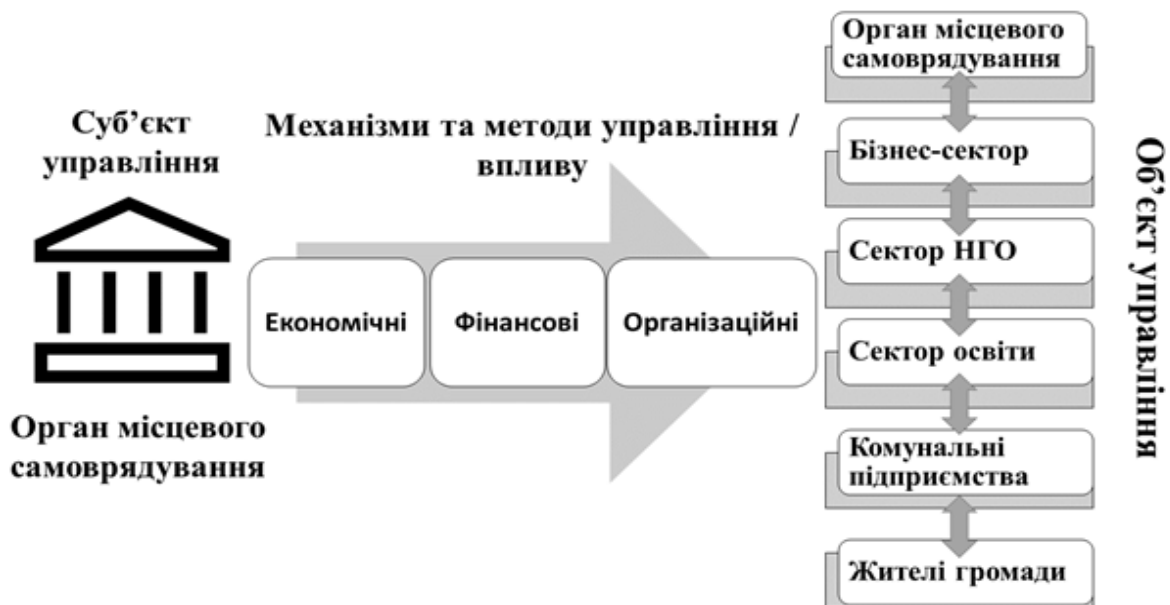 Суб’єкт
управління
Орган місцевого
самоврядування
Механізми та методи управління /
впливу
Економічні
Фінансові
Організаційні
Орган місцевого
самоврядування
Бізнес-сектор
Сектор НГО
Сектор освіти
Комунальні
підприємства
Жителі громади
Об’єкт управління